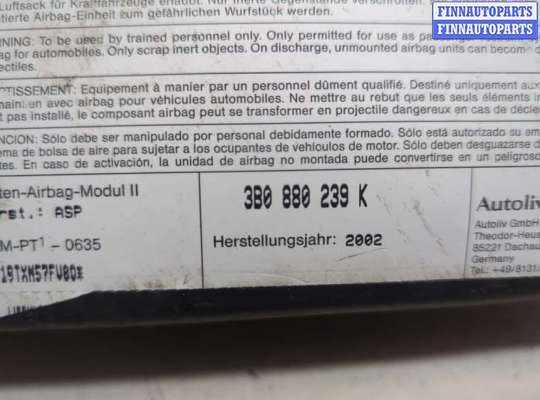 Luftsack für Kraftfahrzeuge erlaubt. Nur inerte Gegenstände verschrotten.
tierte Airbag-Einheit zum gefährlichen Wurfstück werden.
FINNAUTOPARTS
FINNAUTOPARTS
NING: To be used by trained personnel only. Only permitted for use as pa
g for automobiles. Only scrap inert objects. On discharge, unmounted airbag units can become d
ectiles.
RTISSEMENT: Equipement à manier par un personnel dûment qualifié. Destiné uniquement aux
main en avec airbag pour véhicules automobiles. Ne mettre au rebut que les seuls éléments in
t pas installé, le composant airbag peut se transformer en projectile dangereux en cas de décle
ENCION: Sólo debe ser manipulado por personal debidamente formado. Sólo está autorizado su em
ema de bolsa de aire para sujetar a los ocupantes de vehículos de motor. Sólo deben desguazarse d
tes. En caso de activación, la unidad de airbag no montada puede convertirse en un peligroso
ten-Airbag-Modul II
rst.: ASP
M-PT¹ - 0635
19TXM57FV8Q*
3B0 880 239 K
Herstellungsjahr: 2002
Autoliv
Autoliv GmbH
Theodor-Heus
85221 Dachau
Germany
Tel.: +49/8131/
FINNAUTOPARTS
FINNAUTOPARTS